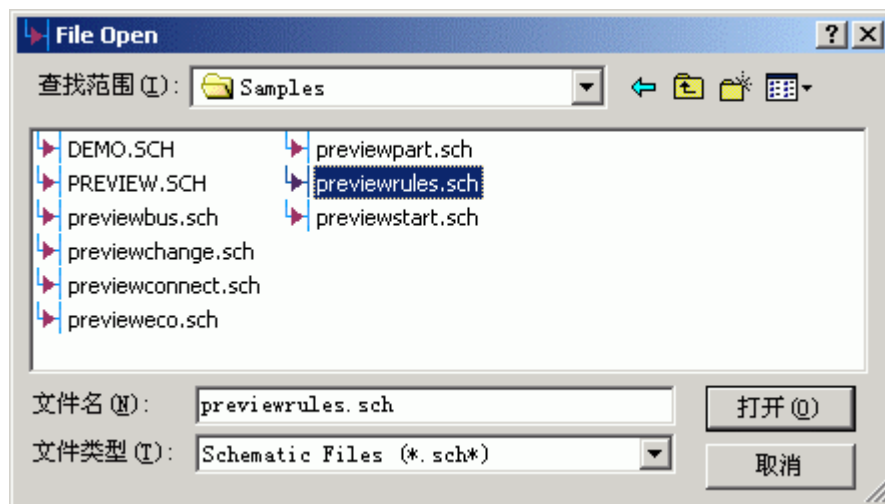 File Open
查找范围(I): Samples
DEMO.SCH
PREVIEW.SCH
previewbus.sch
previewchange.sch
previewconnect.sch
previeweco.sch
previewpart.sch
previewrules.sch
previewstart.sch
文件名(N): previewrules.sch
打开(O)
文件类型(T): Schematic Files (*.sch*)
取消